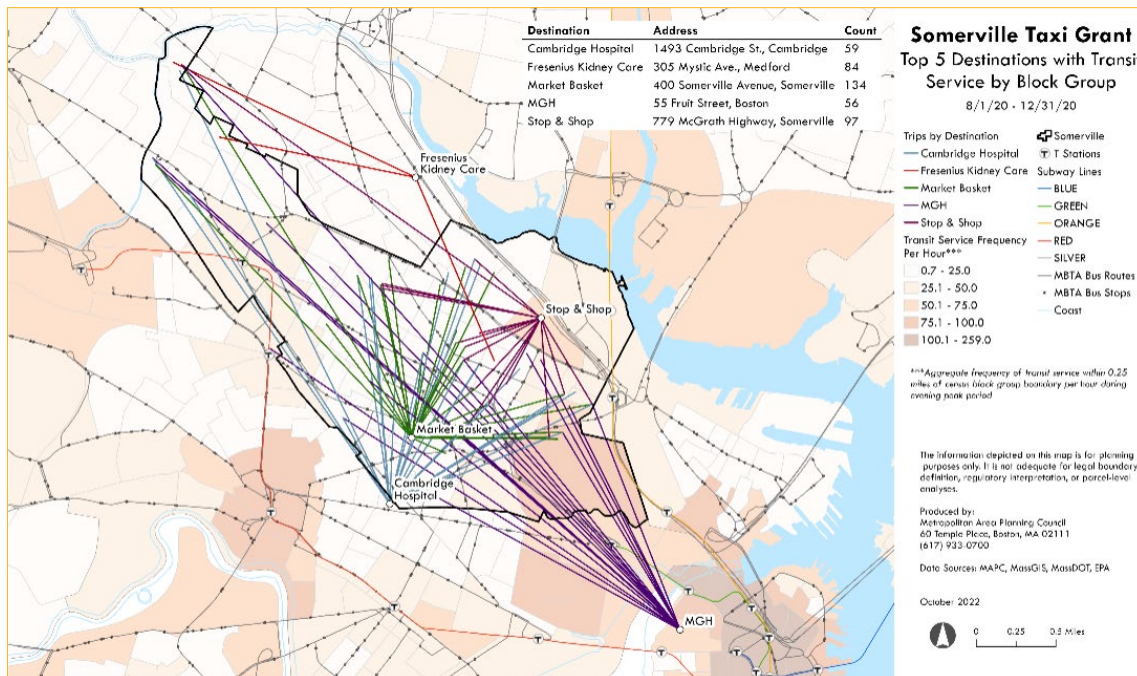 Destination Address Count
Cambridge Hospital 1493 Cambridge St., Cambridge 59
Fresenius Kidney Care 305 Mystic Ave., Medford 84
Market Basket 400 Somerville Avenue, Somerville 134
MGH 55 Fruit Street, Boston 56
Stop & Shop 779 McGrath Highway, Somerville 97
Fresenius
Kidney Care
Stop & Shop
Market Basket
Cambridge
Hospital
MGH
Somerville Taxi Grant
Top 5 Destinations with Transit
Service by Block Group
8/1/20 - 12/31/20
Trips by Destination
Cambridge Hospital
Fresenius Kidney Care
Market Basket
MGH
Stop & Shop
Transit Service Frequency
Per Hour***
0.7 - 25.0
25.1 - 50.0
50.1 - 75.0
75.1 - 100.0
100.1 - 259.0
Somerville
T T Stations
Subway Lines
BLUE
GREEN
ORANGE
RED
SILVER
MBTA Bus Routes
MBTA Bus Stops
Coast
***Aggregate frequency of transit service within 0.25
miles of census block group boundary per hour during
evening peak period
The information depicted on this map is for planning
purposes only. It is not adequate for legal boundary
definition, regulatory interpretation, or parcel-level
analyses.
Produced by:
Metropolitan Area Planning Council
60 Temple Place, Boston, MA 02111
(617) 933-0700
Data Sources: MAPC, MassGIS, MassDOT, EPA
October 2022
0 0.25 0.5 Miles